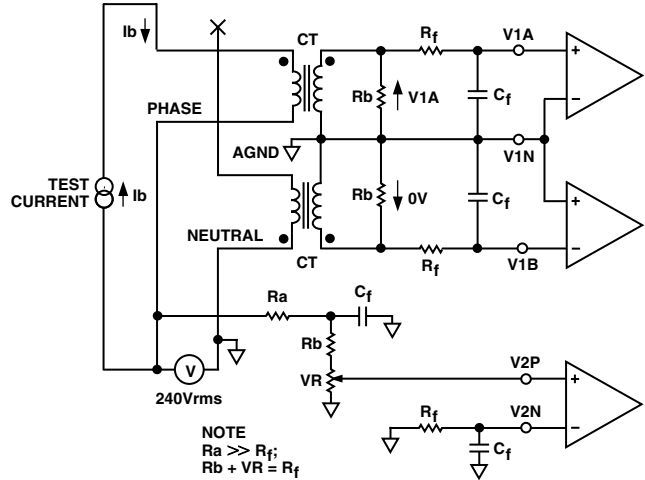 Ib
CT
Rf
V1A
+
Rb
V1A
Cf
−
PHASE
AGND
V1N
TEST
CURRENT
Ib
Rb
0V
Cf
+
NEUTRAL
CT
Rf
V1B
−
Ra
Cf
Rb
V
VR
V2P
+
240Vrms
Rf
V2N
−
Cf
NOTE
Ra >> Rf;
Rb + VR = Rf